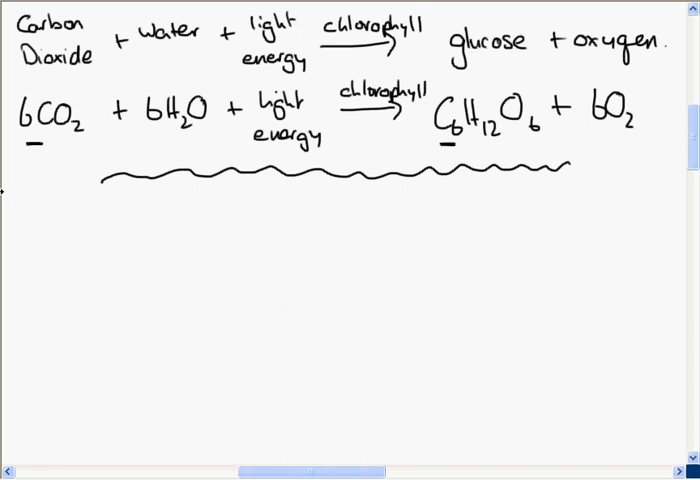 Carbon Dioxide + water + light energy chlorophyll → glucose + oxygen.
6CO₂ + 6H₂O + light energy chlorophyll → C₆H₁₂O₆ + 6O₂